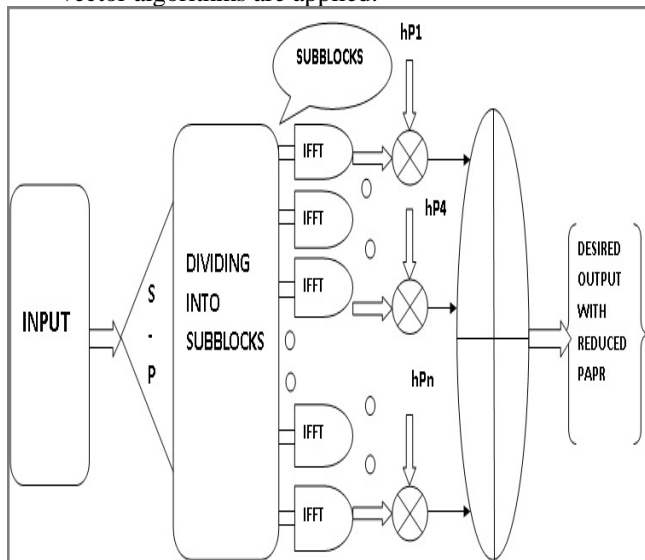 vector algorithms are applied.
SUBBLOCKS
hP1
IFFT
IFFT
hP4
IFFT
INPUT
S
-
P
DIVIDING
INTO
SUBBLOCKS
DESIRED
OUTPUT
WITH
REDUCED
PAPR
hPn
IFFT
IFFT